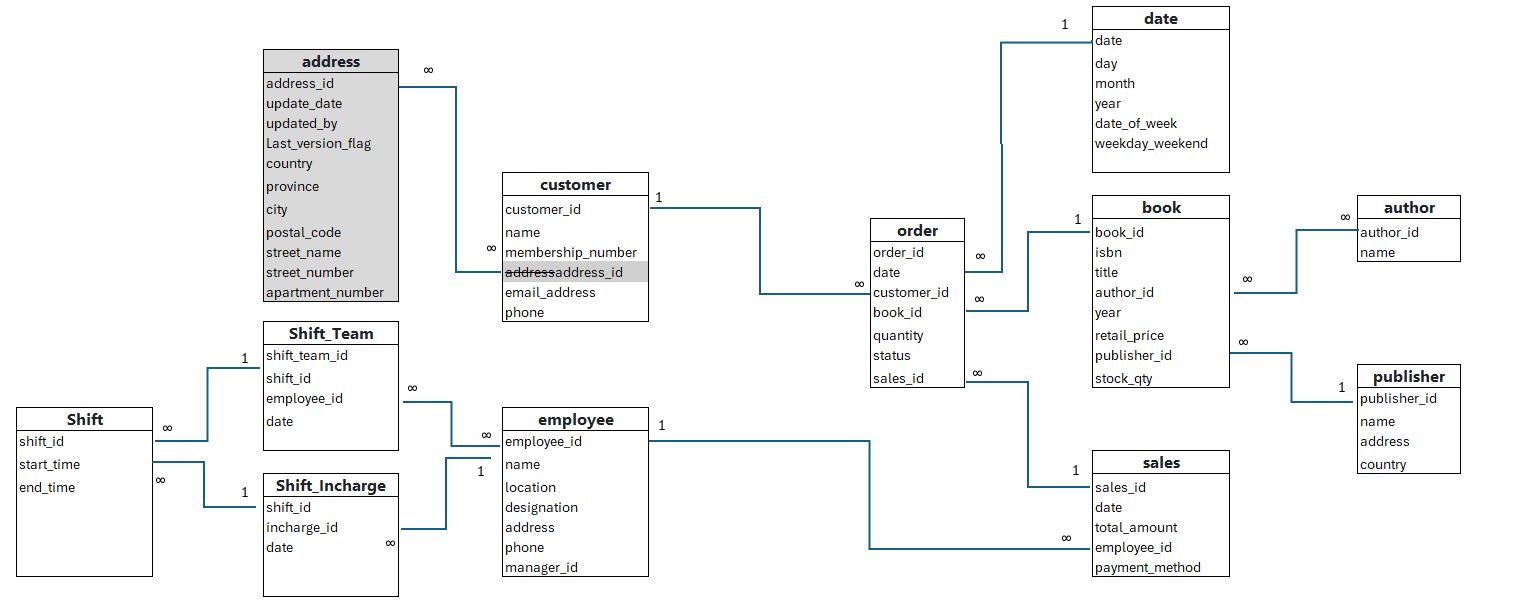 address
address_id
update_date
updated_by
Last_version_flag
country
province
city
postal_code
street_name
street_number
apartment_number
∞
∞
customer
customer_id
name
membership_number
addressaddress_id
email_address
phone
1
∞
order
order_id
date
customer_id
book_id
quantity
status
sales_id
∞
∞
∞
1
date
date
day
month
year
date_of_week
weekday_weekend
1
book
book_id
isbn
title
author_id
year
retail_price
publisher_id
stock_qty
∞
∞
∞
author
author_id
name
1
publisher
publisher_id
name
address
country
Shift_Team
shift_team_id
shift_id
employee_id
date
1
∞
∞
Shift
shift_id
start_time
end_time
∞
∞
1
Shift_Incharge
shift_id
incharge_id
date
∞
1
employee
employee_id
name
location
designation
address
phone
manager_id
1
∞
1
sales
sales_id
date
total_amount
employee_id
payment_method